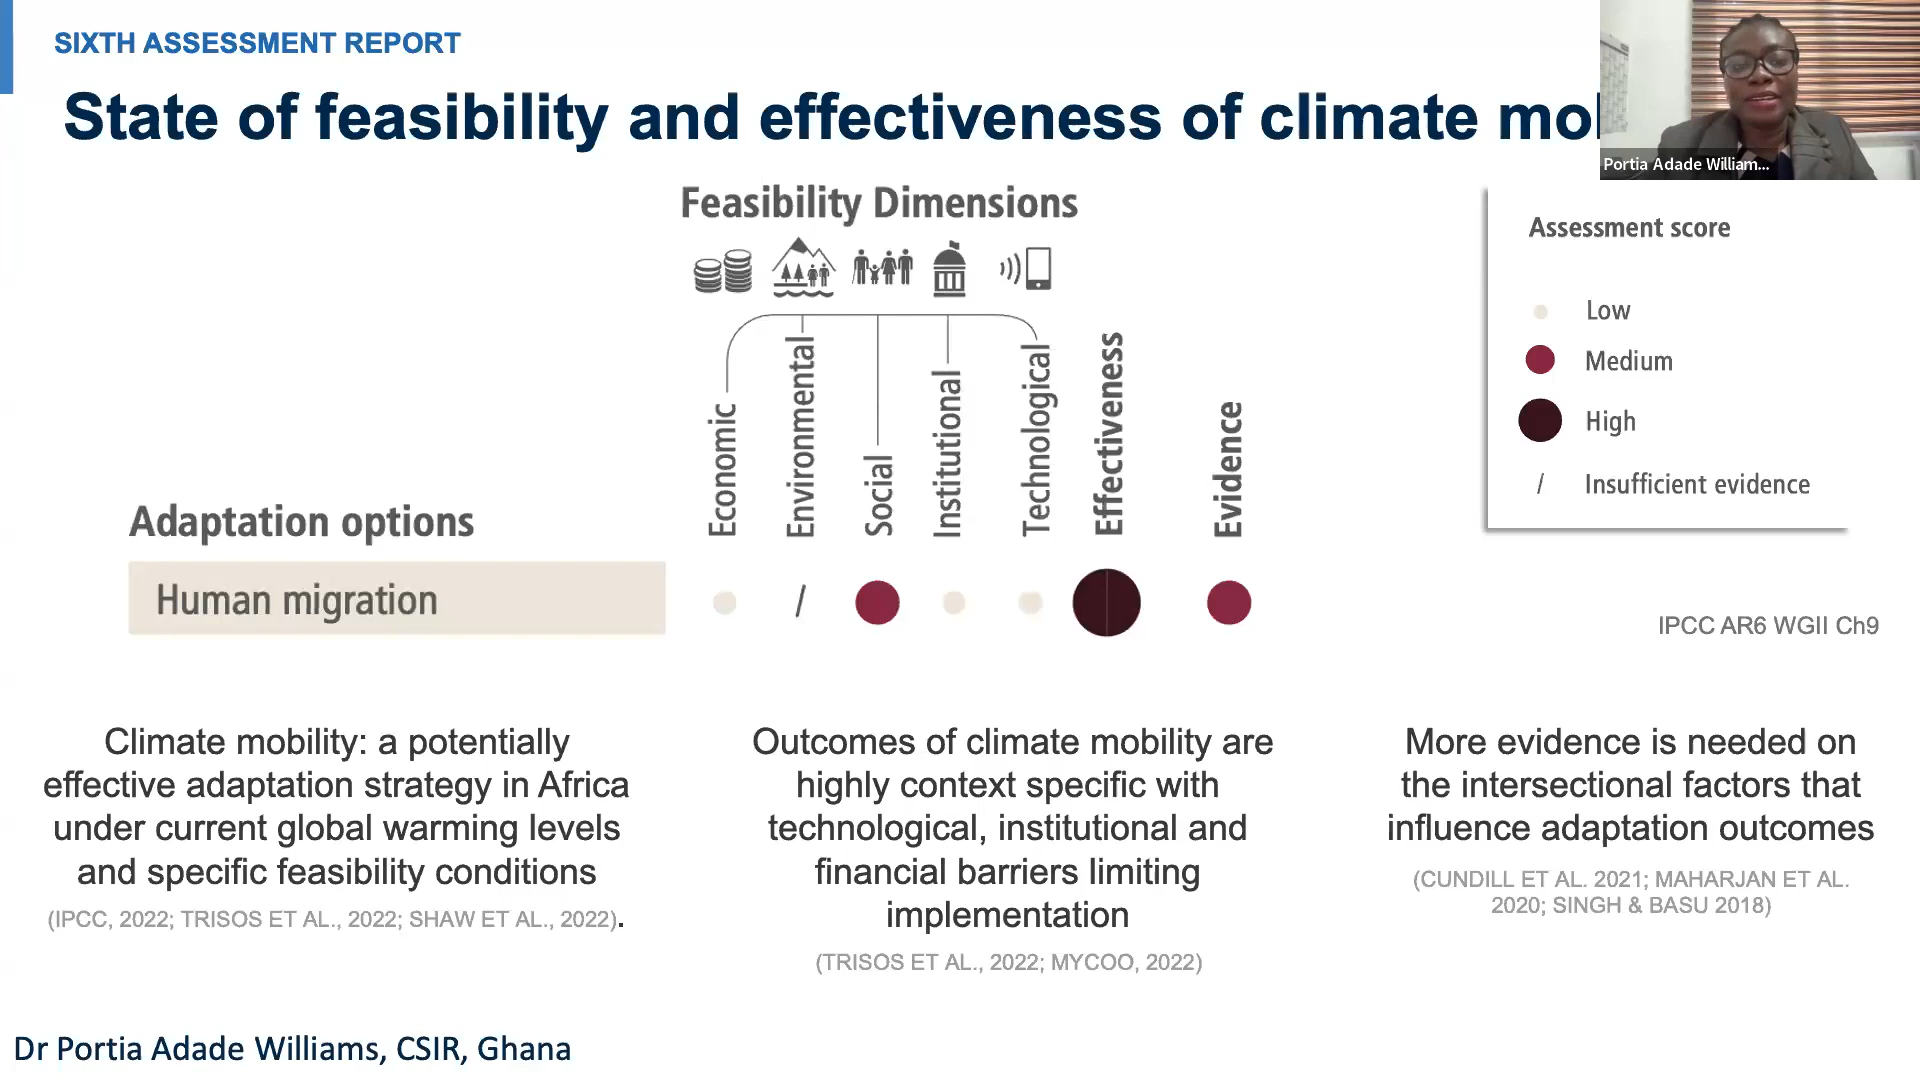 SIXTH ASSESSMENT REPORT
State of feasibility and effectiveness of climate
Portia Adade William...
Feasibility Dimensions
Assessment score
Low
Medium
High
/ Insufficient evidence
Economic
Environmental
Social
Institutional
Technological
Effectiveness
Evidence
Adaptation options
Human migration
/
IPCC AR6 WGII Ch9
Climate mobility: a potentially
effective adaptation strategy in Africa
under current global warming levels
and specific feasibility conditions
(IPCC, 2022; TRISOS ET AL., 2022; SHAW ET AL., 2022).
Outcomes of climate mobility are
highly context specific with
technological, institutional and
financial barriers limiting
implementation
(TRISOS ET AL., 2022; MYCOO, 2022)
More evidence is needed on
the intersectional factors that
influence adaptation outcomes
(CUNDILL ET AL. 2021; MAHARJAN ET AL.
2020; SINGH & BASU 2018)
Dr Portia Adade Williams, CSIR, Ghana